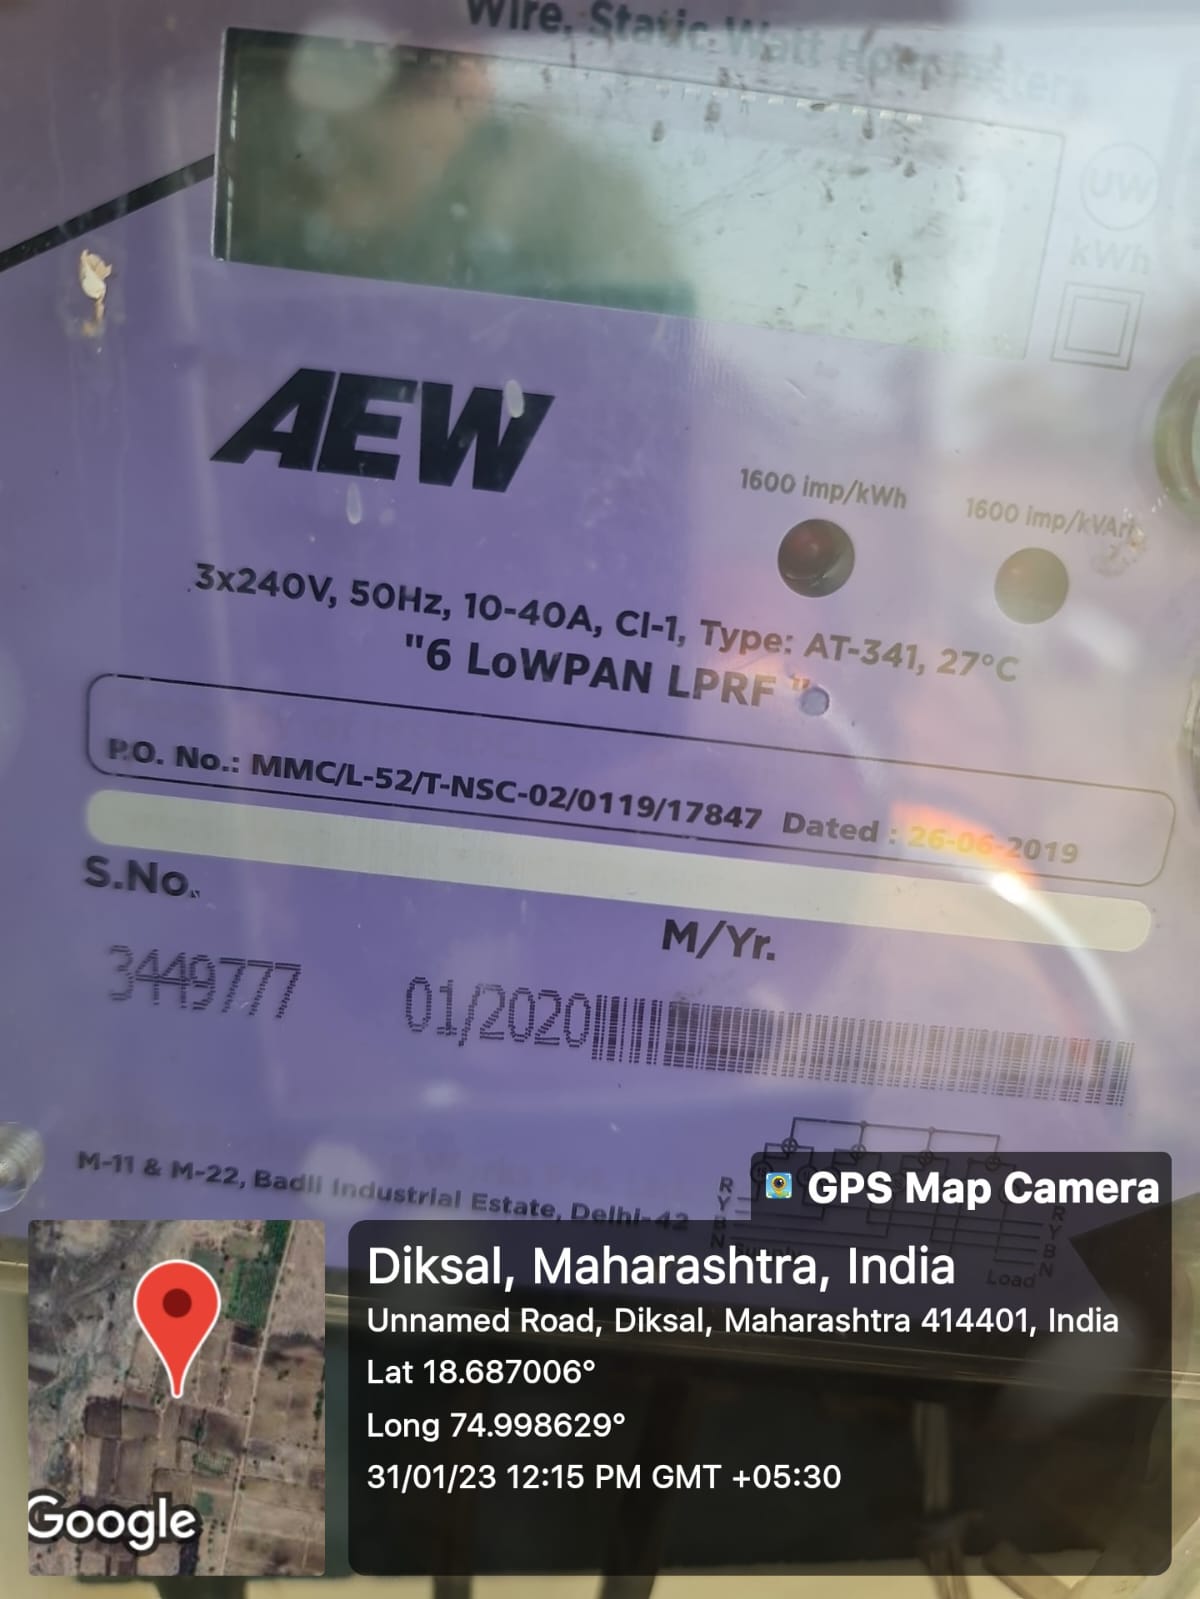 Wire, Static Watt Hour Meter
UW
kWh
AEW
1600 imp/kWh
1600 imp/kVArh
3x240V, 50Hz, 10-40A, Cl-1, Type: AT-341, 27°C
"6 LoWPAN LPRF "
P.O. No.: MMC/L-52/T-NSC-02/0119/17847 Dated : 26-06-2019
S.No.
M/Yr.
3449777
01/2020
M-11 & M-22, Badli Industrial Estate, Delhi-42
R
Y
B
N
R
Y
B
N
Load
GPS Map Camera
Diksal, Maharashtra, India
Unnamed Road, Diksal, Maharashtra 414401, India
Lat 18.687006°
Long 74.998629°
31/01/23 12:15 PM GMT +05:30
Google